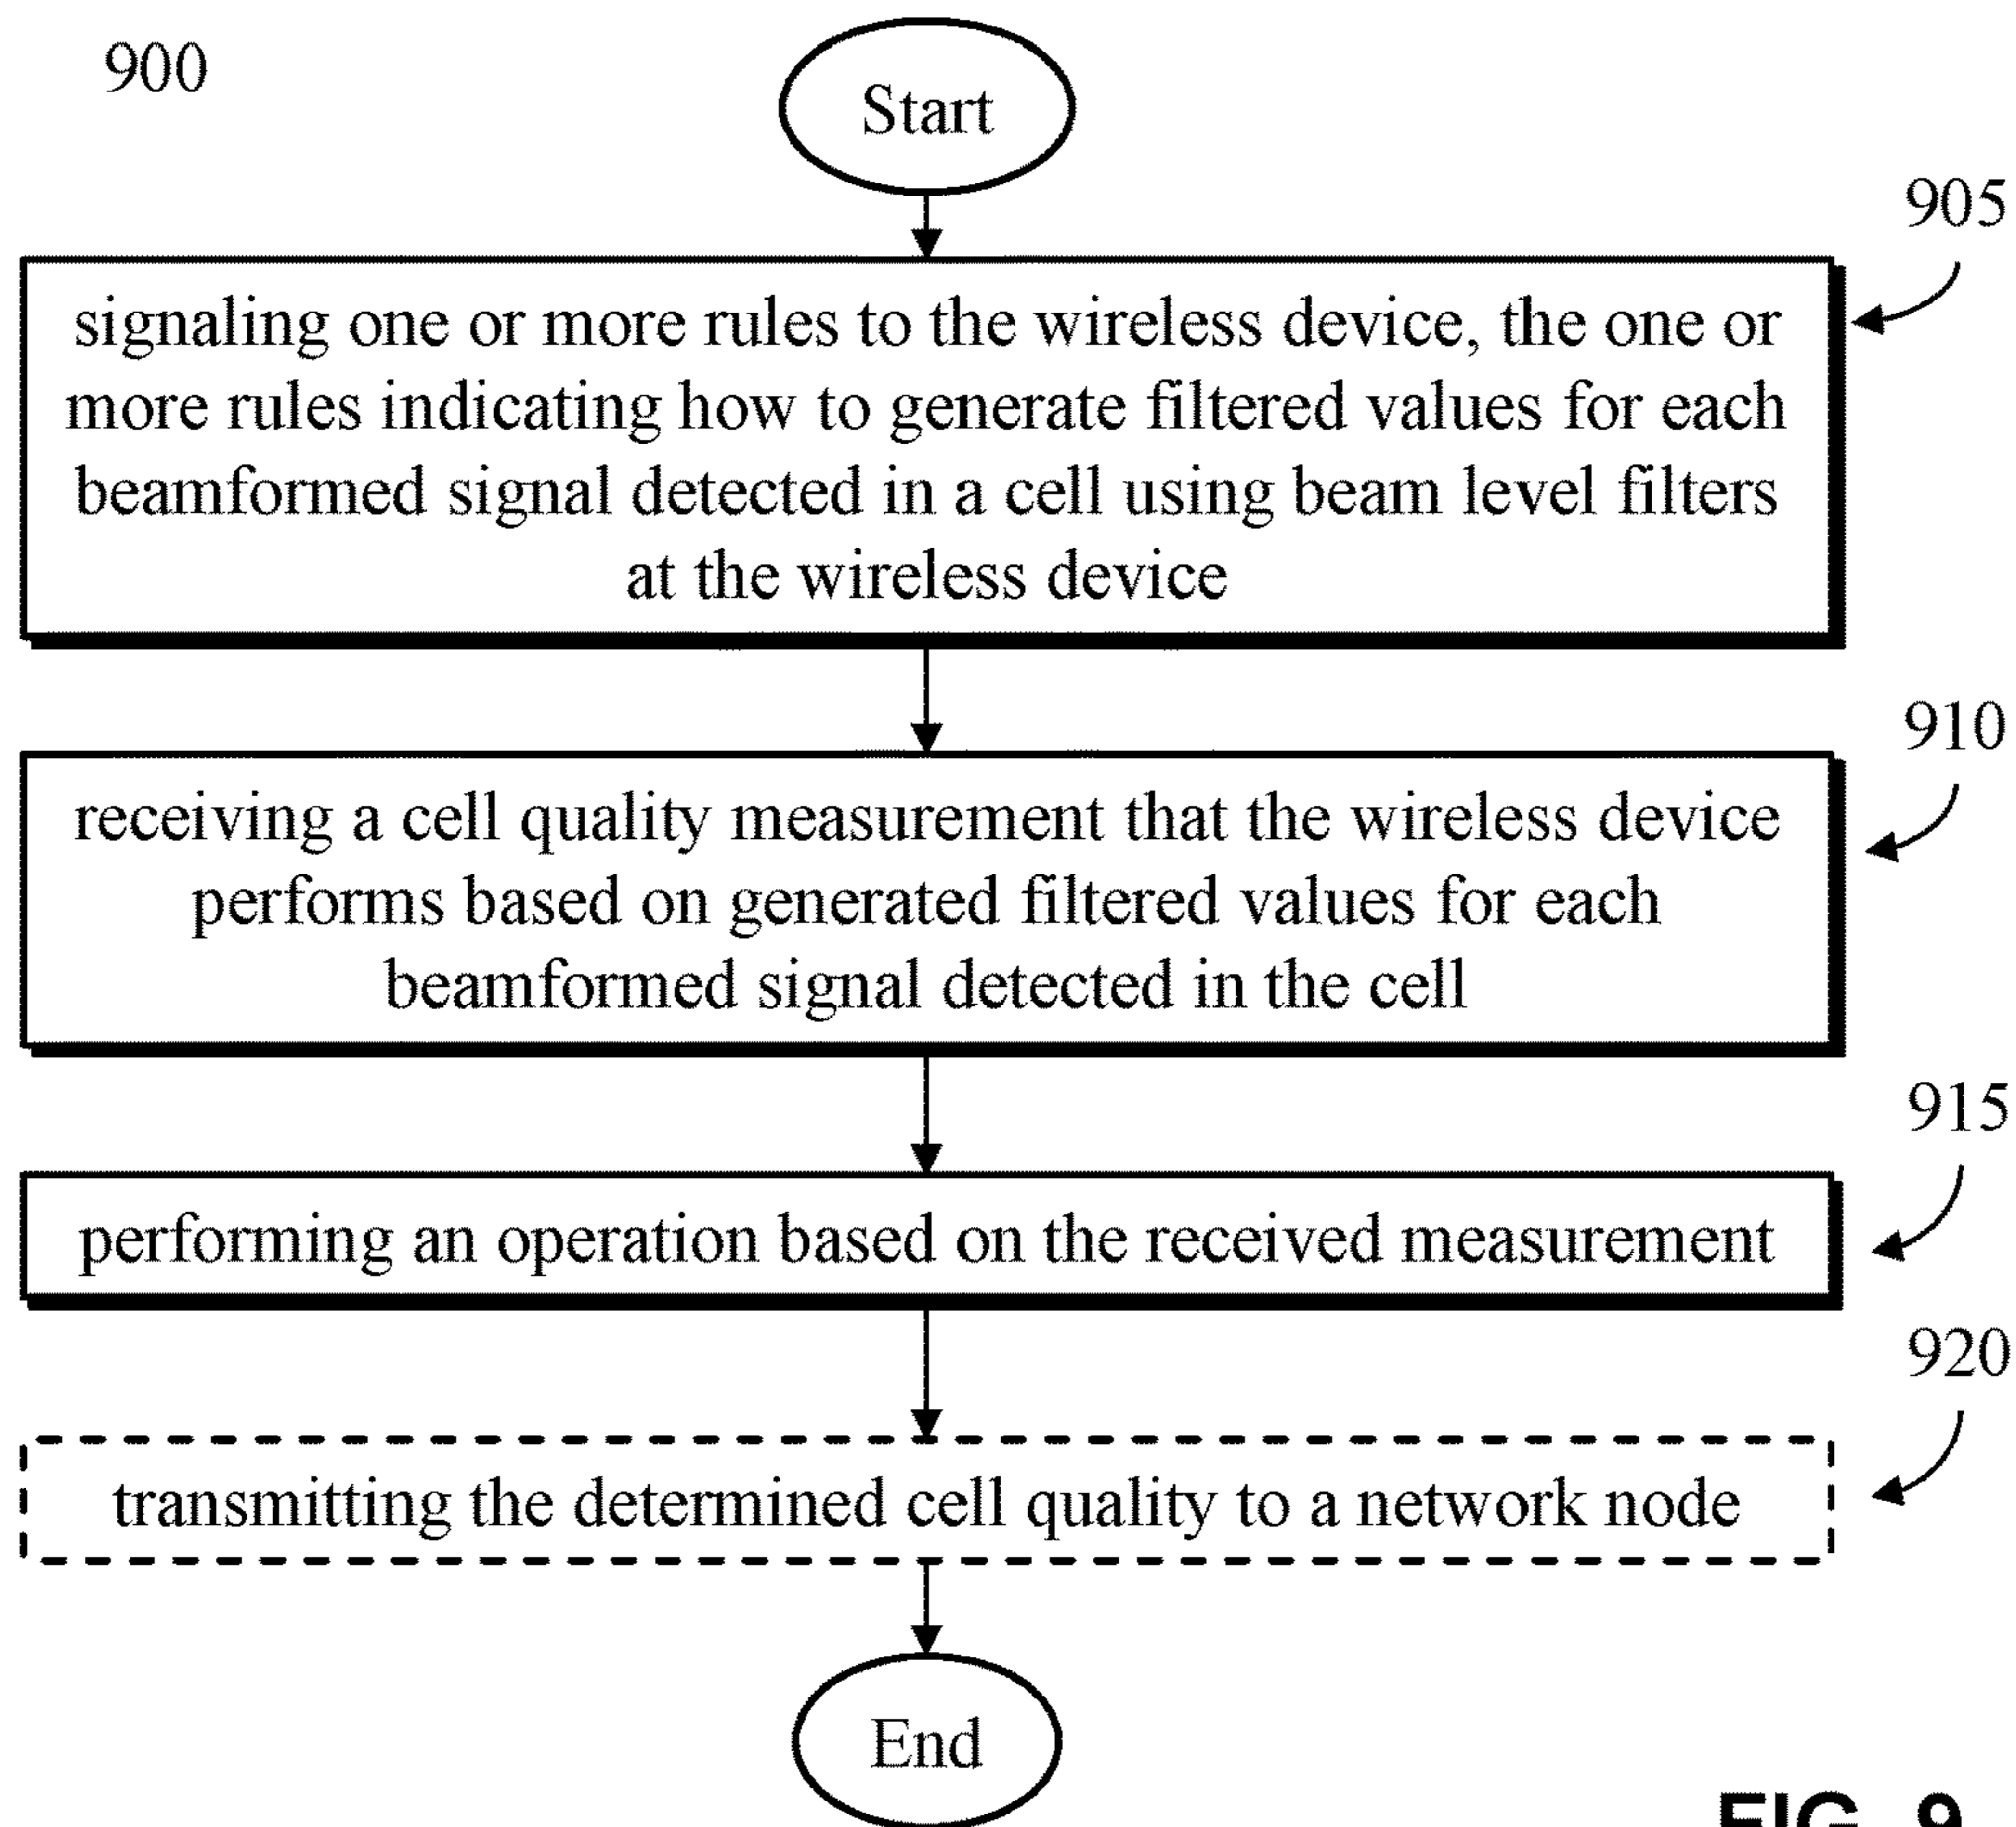 900
Start
905
signaling one or more rules to the wireless device, the one or
more rules indicating how to generate filtered values for each
beamformed signal detected in a cell using beam level filters
at the wireless device
910
receiving a cell quality measurement that the wireless device
performs based on generated filtered values for each
beamformed signal detected in the cell
915
performing an operation based on the received measurement
920
transmitting the determined cell quality to a network node
End
FIG. 9